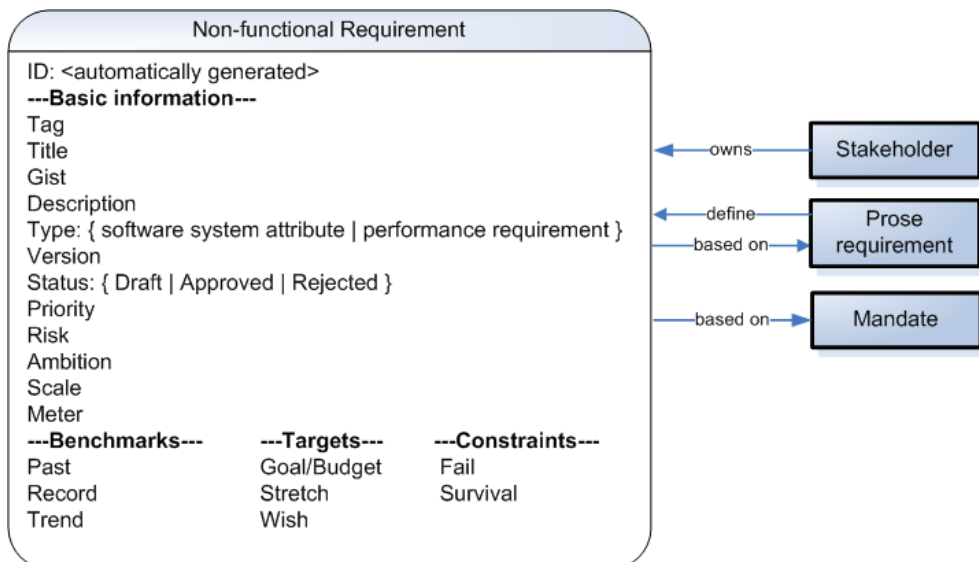 Non-functional Requirement
ID: <automatically generated>
---Basic information---
Tag
Title
Gist
Description
Type: { software system attribute | performance requirement }
Version
Status: { Draft | Approved | Rejected }
Priority
Risk
Ambition
Scale
Meter
---Benchmarks--- ---Targets--- ---Constraints---
Past Goal/Budget Fail
Record Stretch Survival
Trend Wish
owns
Stakeholder
define
based on
Prose
requirement
based on
Mandate